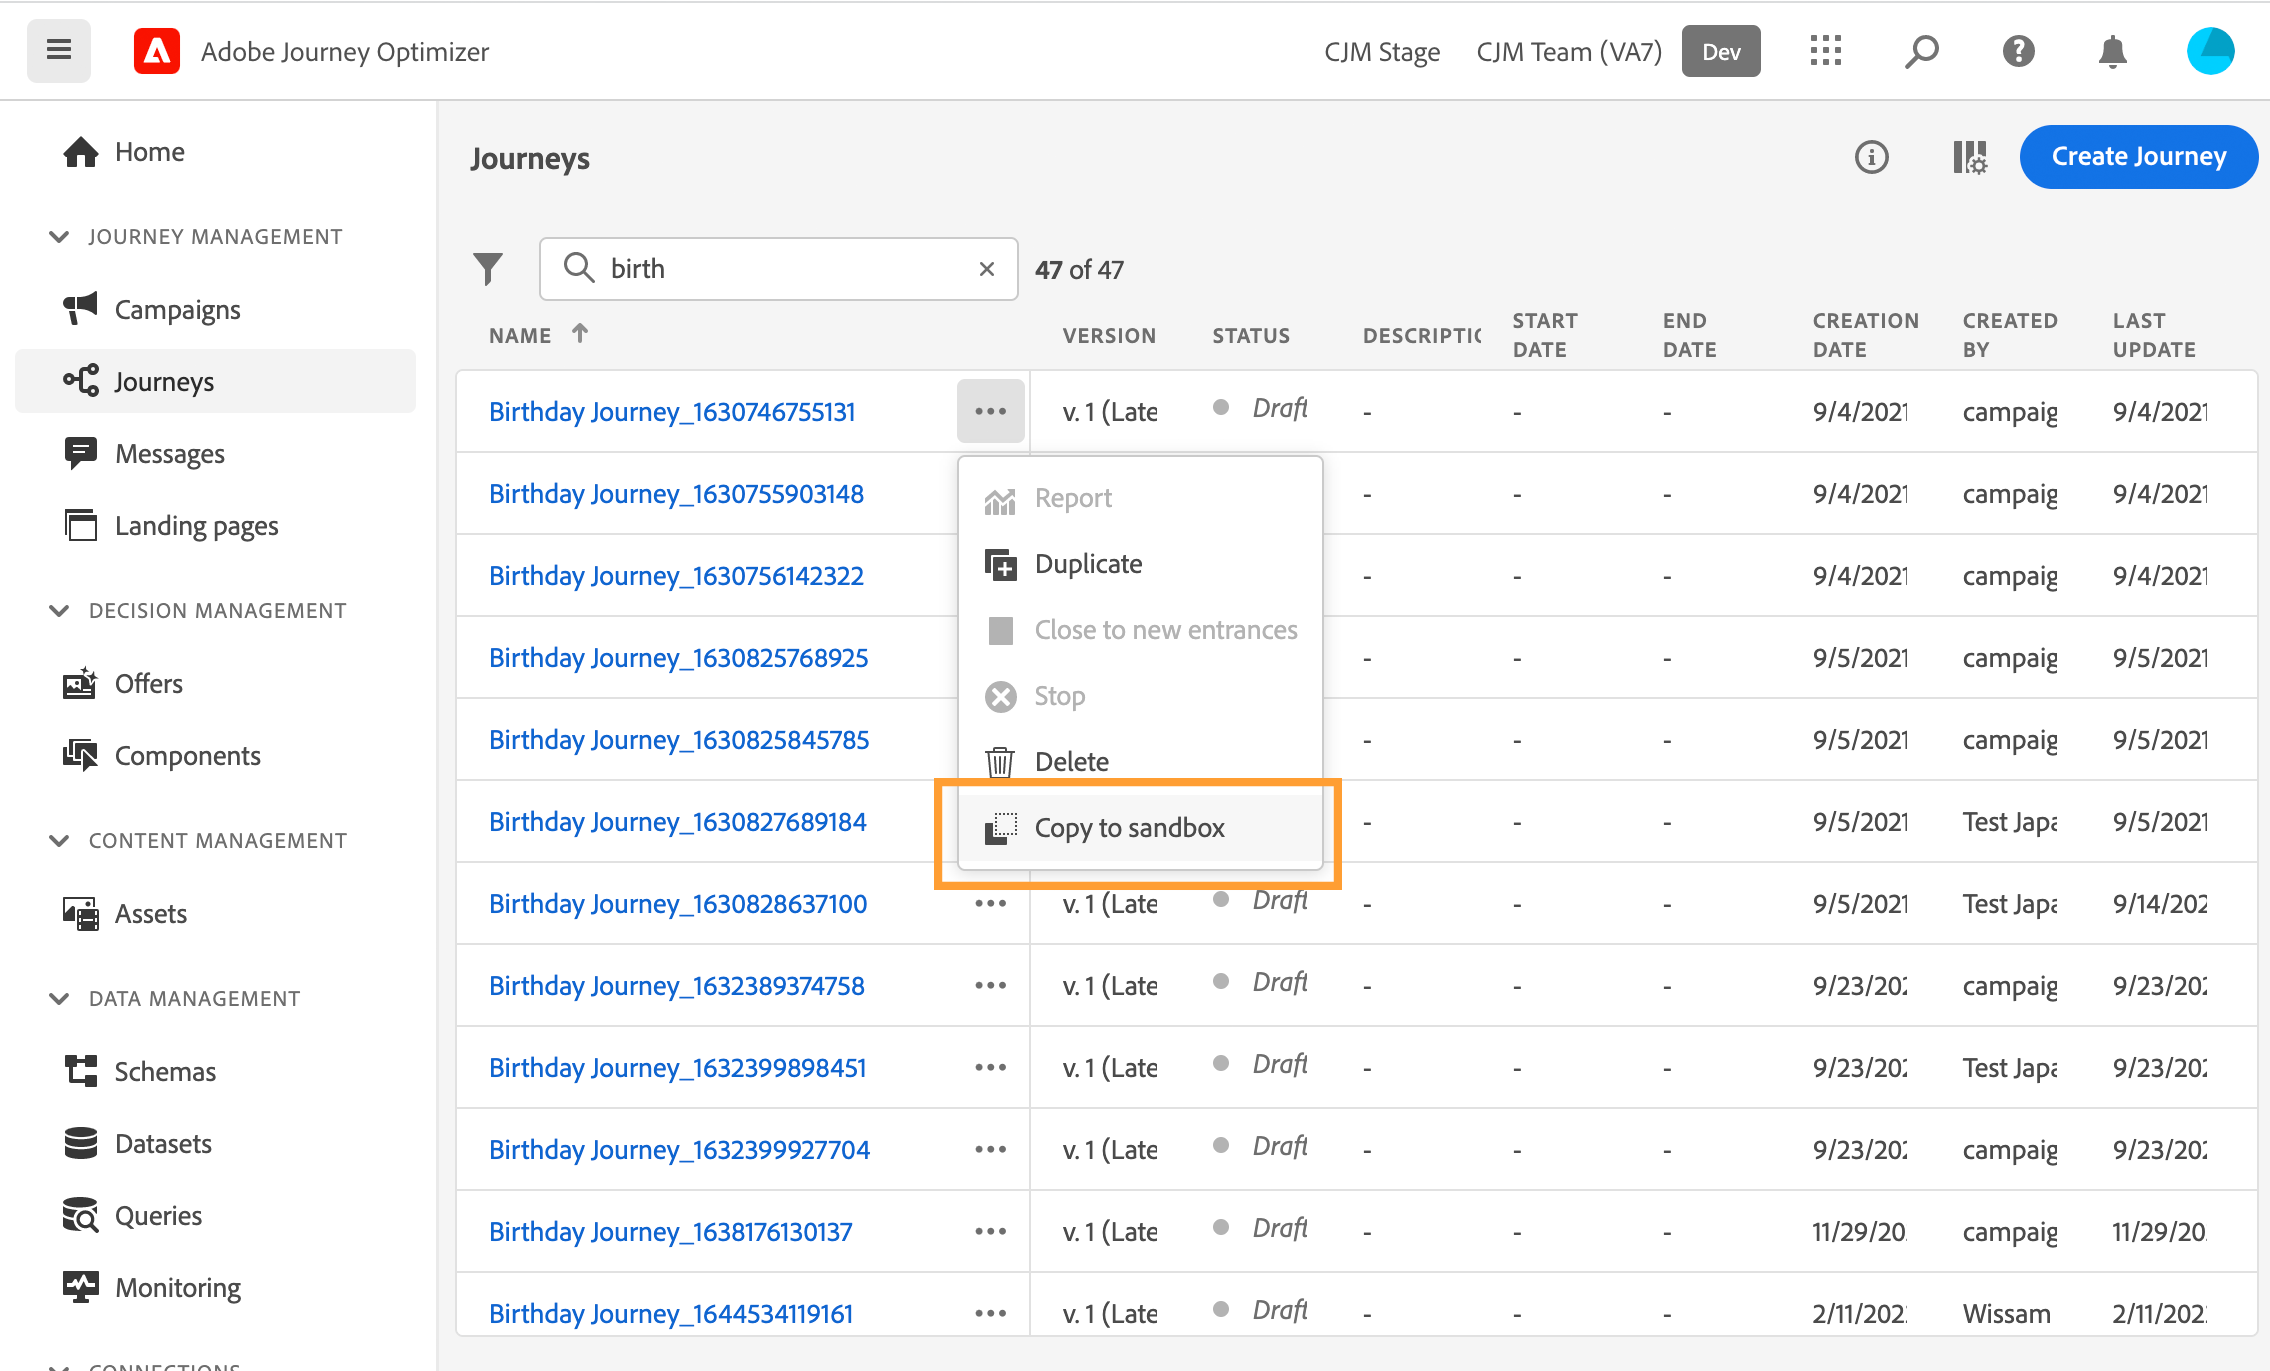 Adobe Journey Optimizer
CJM Stage
CJM Team (VA7)
Dev
Home
JOURNEY MANAGEMENT
Campaigns
Journeys
Messages
Landing pages
DECISION MANAGEMENT
Offers
Components
CONTENT MANAGEMENT
Assets
DATA MANAGEMENT
Schemas
Datasets
Queries
Monitoring
CONNECTIONS
Journeys
Create Journey
birth
47 of 47
NAME VERSION STATUS DESCRIPTIO START DATE END DATE CREATION DATE CREATED BY LAST UPDATE
Birthday Journey_1630746755131 v. 1 (Late Draft - - - 9/4/2021 campaig 9/4/2021
Birthday Journey_1630755903148 - - - 9/4/2021 campaig 9/4/2021
Birthday Journey_1630756142322 - - - 9/4/2021 campaig 9/4/2021
Birthday Journey_1630825768925 - - - 9/5/2021 campaig 9/5/2021
Birthday Journey_1630825845785 - - - 9/5/2021 campaig 9/5/2021
Birthday Journey_1630827689184 - - - 9/5/2021 Test Japa 9/5/2021
Birthday Journey_1630828637100 v. 1 (Late Draft - - - 9/5/2021 Test Japa 9/14/202
Birthday Journey_1632389374758 v. 1 (Late Draft - - - 9/23/202 campaig 9/23/202
Birthday Journey_1632399898451 v. 1 (Late Draft - - - 9/23/202 Test Japa 9/23/202
Birthday Journey_1632399927704 v. 1 (Late Draft - - - 9/23/202 campaig 9/23/202
Birthday Journey_1638176130137 v. 1 (Late Draft - - - 11/29/20 campaig 11/29/20
Birthday Journey_1644534119161 v. 1 (Late Draft - - - 2/11/202 Wissam 2/11/202
Report
Duplicate
Close to new entrances
Stop
Delete
Copy to sandbox